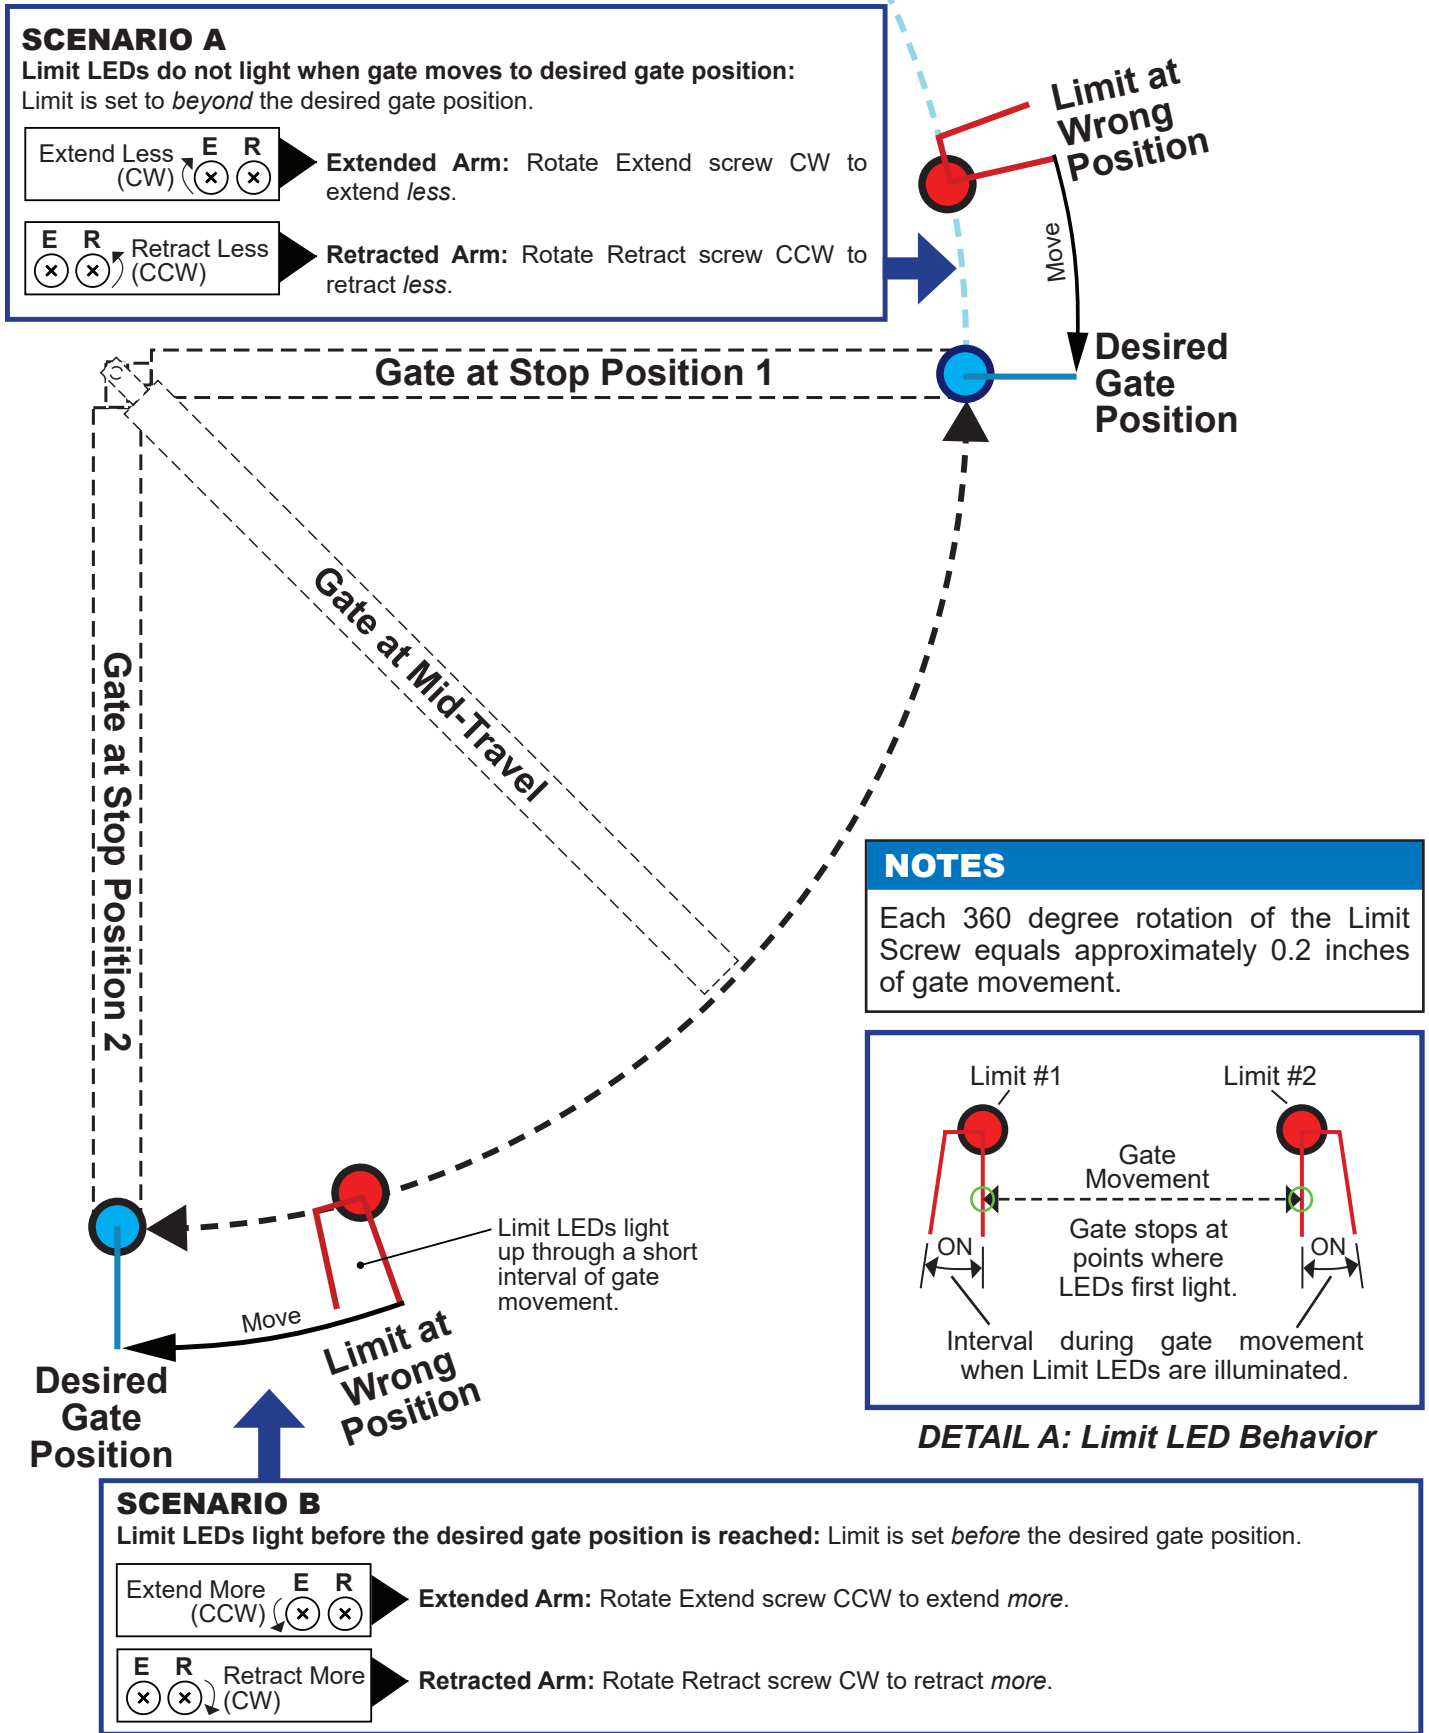 SCENARIO A
Limit LEDs do not light when gate moves to desired gate position:
Limit is set to beyond the desired gate position.
Extend Less
(CW)
E R
Extended Arm: Rotate Extend screw CW to
extend less.
E R
Retract Less
(CCW)
Retracted Arm: Rotate Retract screw CCW to
retract less.
Limit at
Wrong
Position
Move
Desired
Gate
Position
Gate at Stop Position 1
Gate at Mid-Travel
Gate at Stop Position 2
NOTES
Each 360 degree rotation of the Limit
Screw equals approximately 0.2 inches
of gate movement.
Limit #1
Limit #2
Gate
Movement
Gate stops at
points where
LEDs first light.
ON
ON
Interval during gate movement
when Limit LEDs are illuminated.
DETAIL A: Limit LED Behavior
Limit LEDs light
up through a short
interval of gate
movement.
Move
Limit at
Wrong
Position
Desired
Gate
Position
SCENARIO B
Limit LEDs light before the desired gate position is reached: Limit is set before the desired gate position.
Extend More
(CCW)
E R
Extended Arm: Rotate Extend screw CCW to extend more.
E R
Retract More
(CW)
Retracted Arm: Rotate Retract screw CW to retract more.